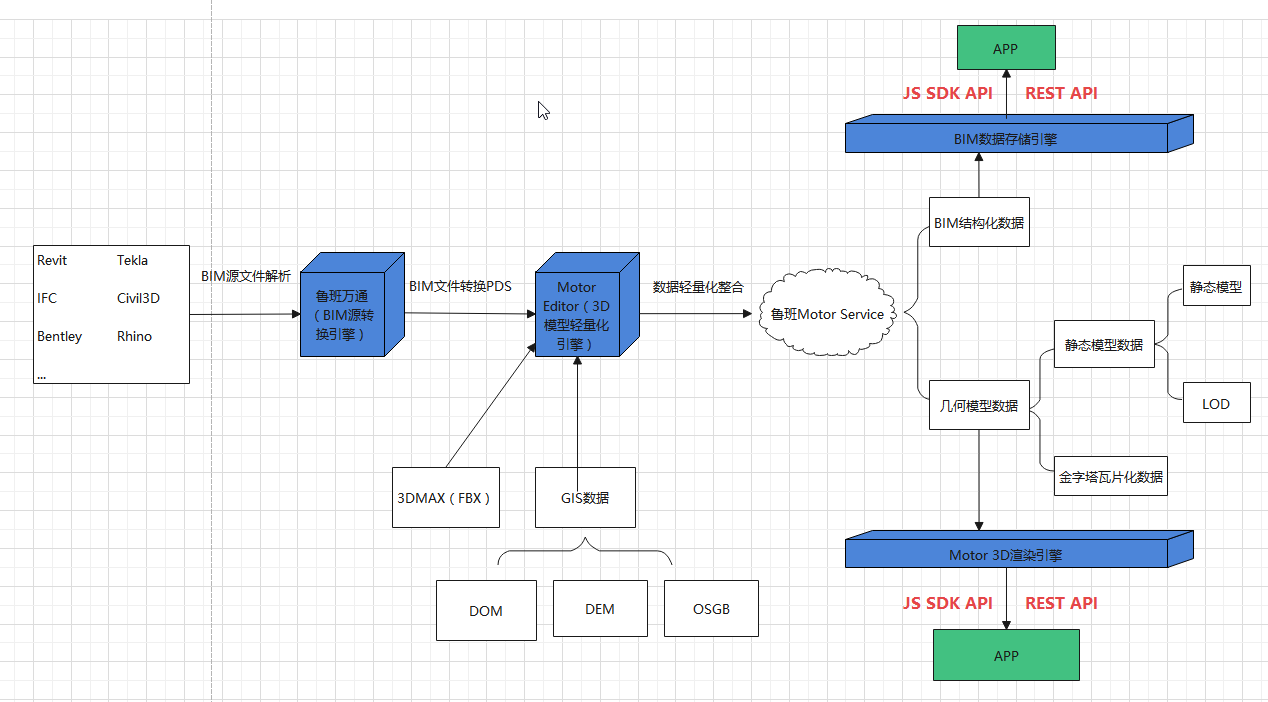 APP
JS SDK API REST API
BIM数据存储引擎
BIM结构化数据
Revit Tekla
IFC Civil3D
Bentley Rhino
...
BIM源文件解析
鲁班万通
（BIM源转
换引擎）
BIM文件转换PDS
Motor
Editor（3D
模型轻量化
引擎）
数据轻量化整合
鲁班Motor Service
几何模型数据
静态模型数据
静态模型
LOD
金字塔瓦片化数据
3DMAX（FBX）
GIS数据
DOM
DEM
OSGB
Motor 3D渲染引擎
JS SDK API REST API
APP